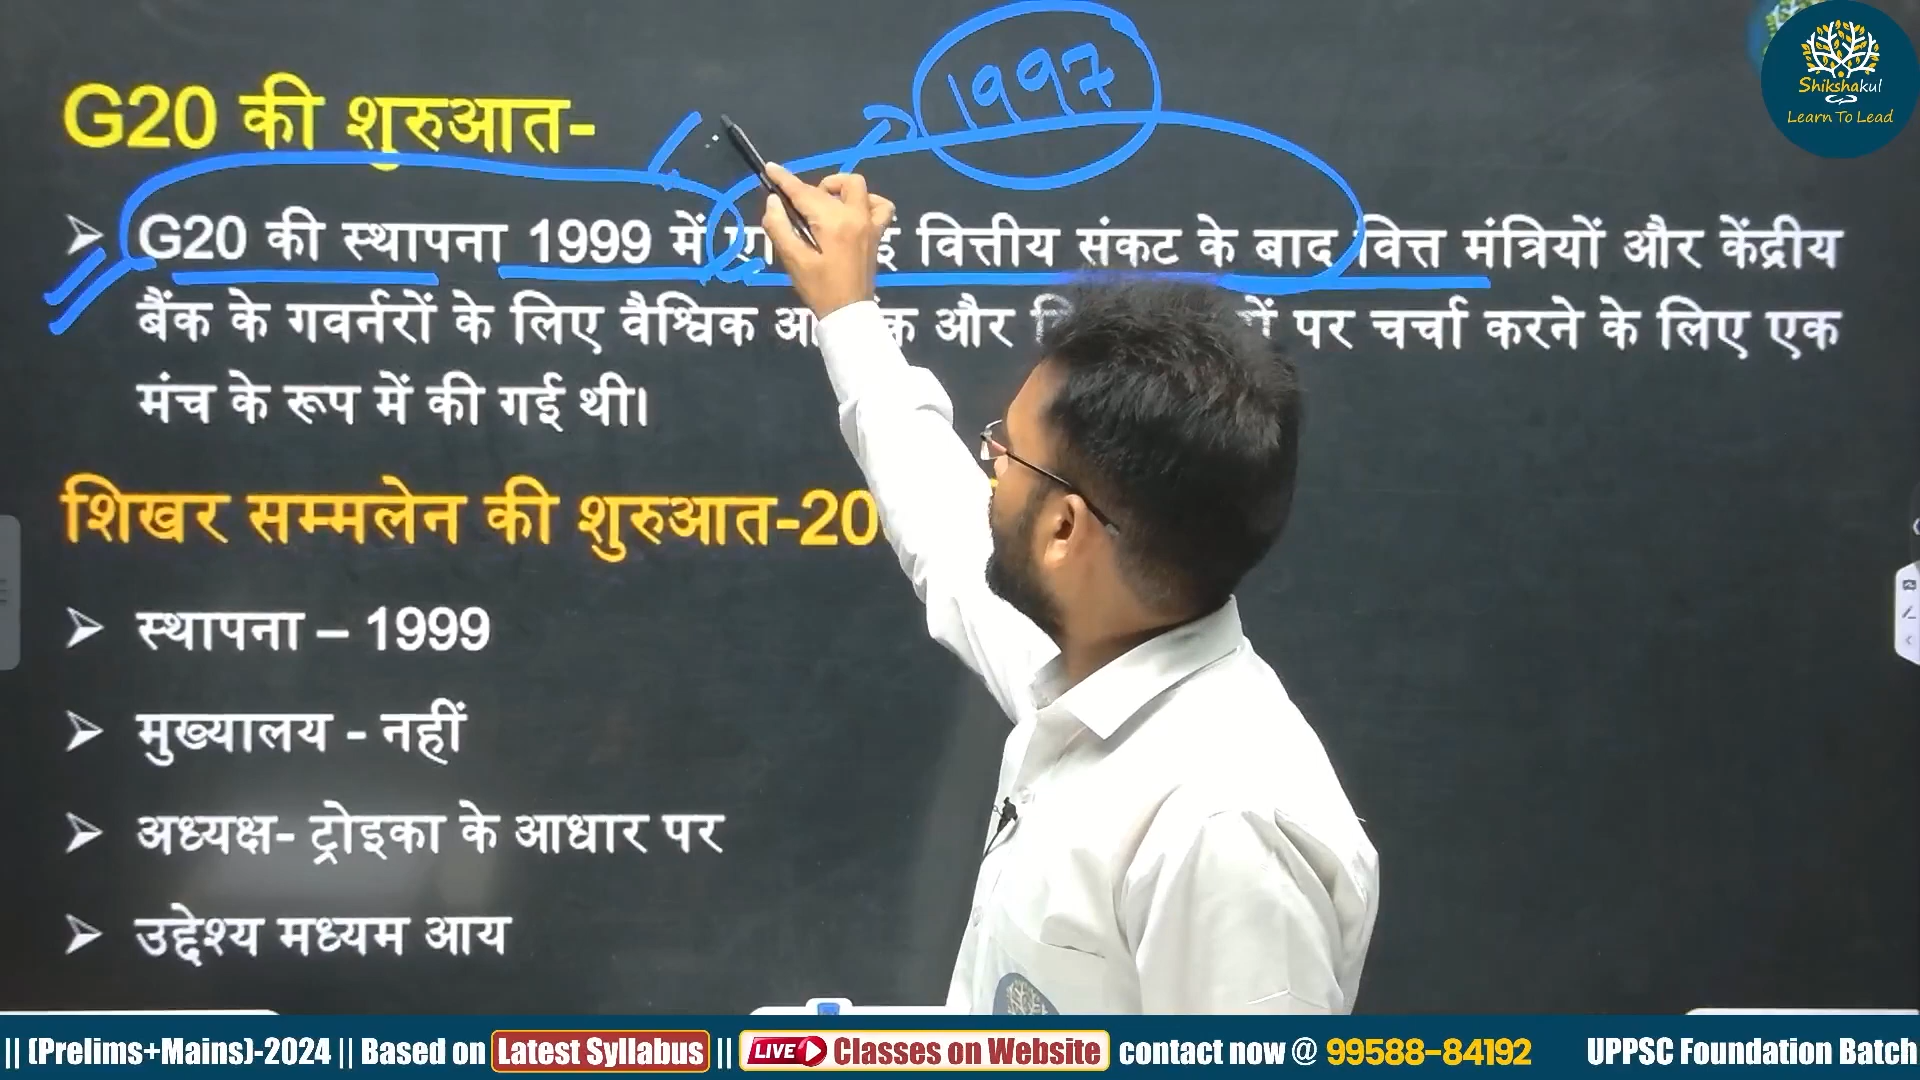 1997
Shikshakul
Learn To Lead
G20 की शुरुआत-
➢ G20 की स्थापना 1999 में वित्तीय संकट के बाद वित्त मंत्रियों और केंद्रीय
बैंक के गवर्नरों के लिए वैश्विक और पर चर्चा करने के लिए एक
मंच के रूप में की गई थी।
शिखर सम्मलेन की शुरुआत-20
➢ स्थापना – 1999
➢ मुख्यालय - नहीं
➢ अध्यक्ष- ट्रोइका के आधार पर
➢ उद्देश्य मध्यम आय
|| (Prelims+Mains)-2024 || Based on Latest Syllabus || LIVE Classes on Website contact now @ 99588-84192 UPPSC Foundation Batch